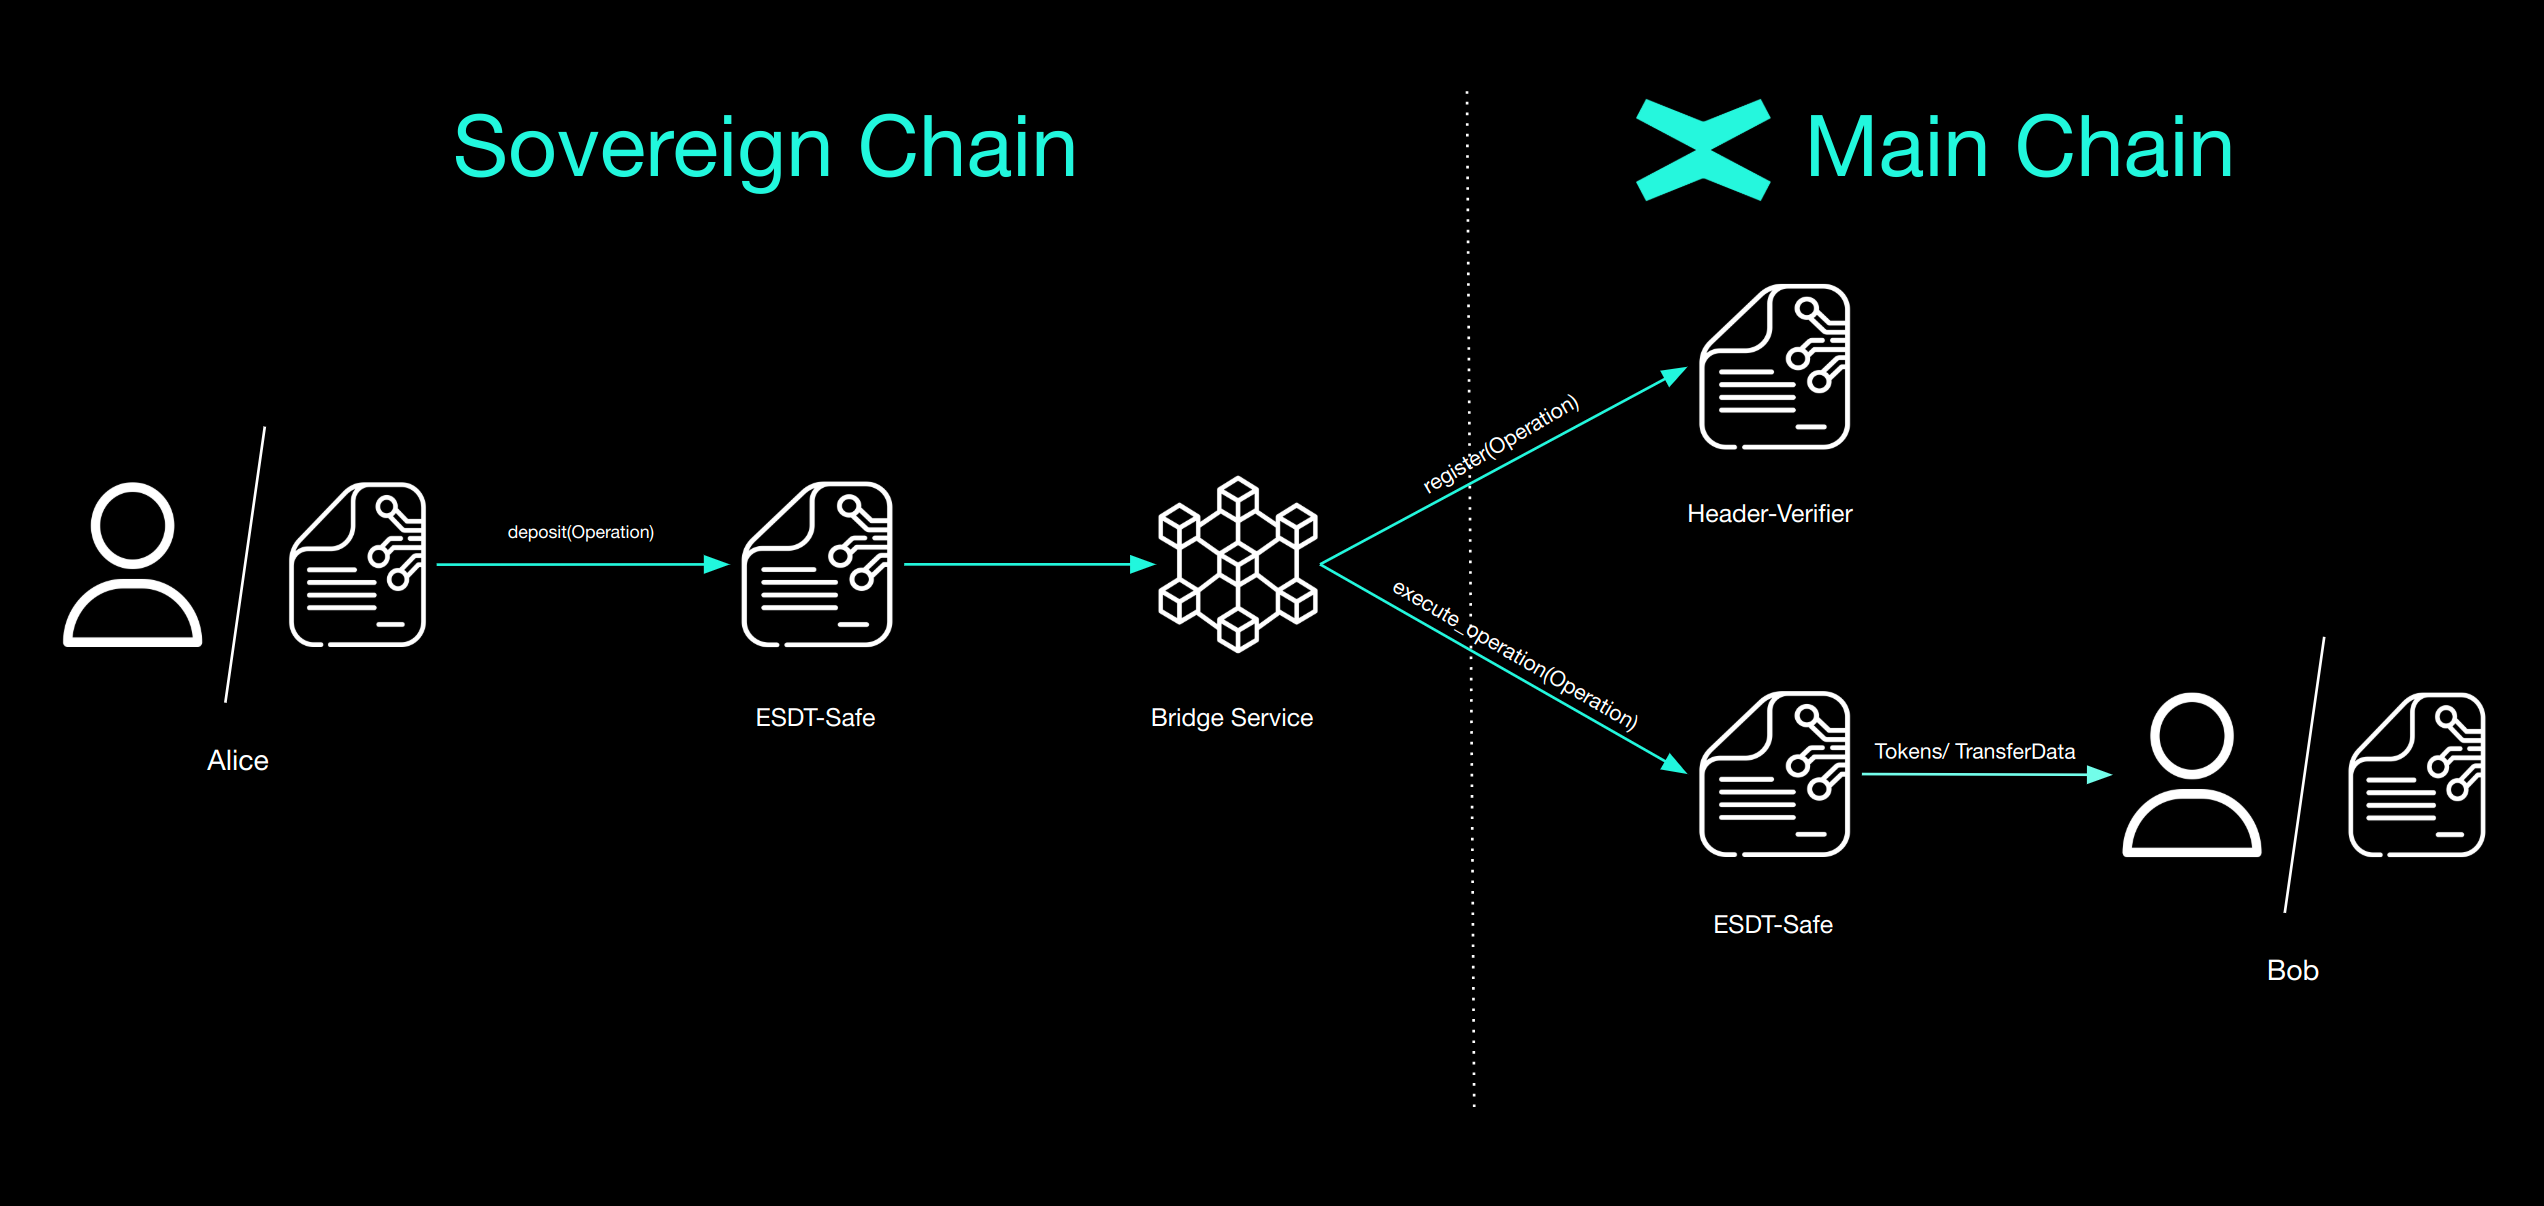 Sovereign Chain
Main Chain
deposit(Operation)
register(Operation)
execute_operation(Operation)
Header-Verifier
ESDT-Safe
Bridge Service
Alice
Tokens/ TransferData
ESDT-Safe
Bob